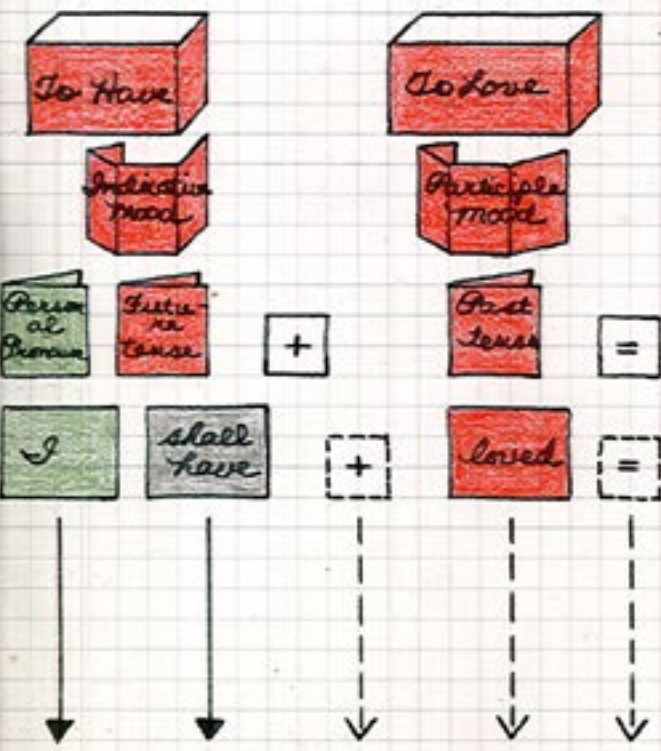 To Have
To Love
Indicative
Mood
Participle
Mood
Person
al
Pronoun
Futu-
re
tense
+
Past
tense
=
I
shall
have
+
loved
=